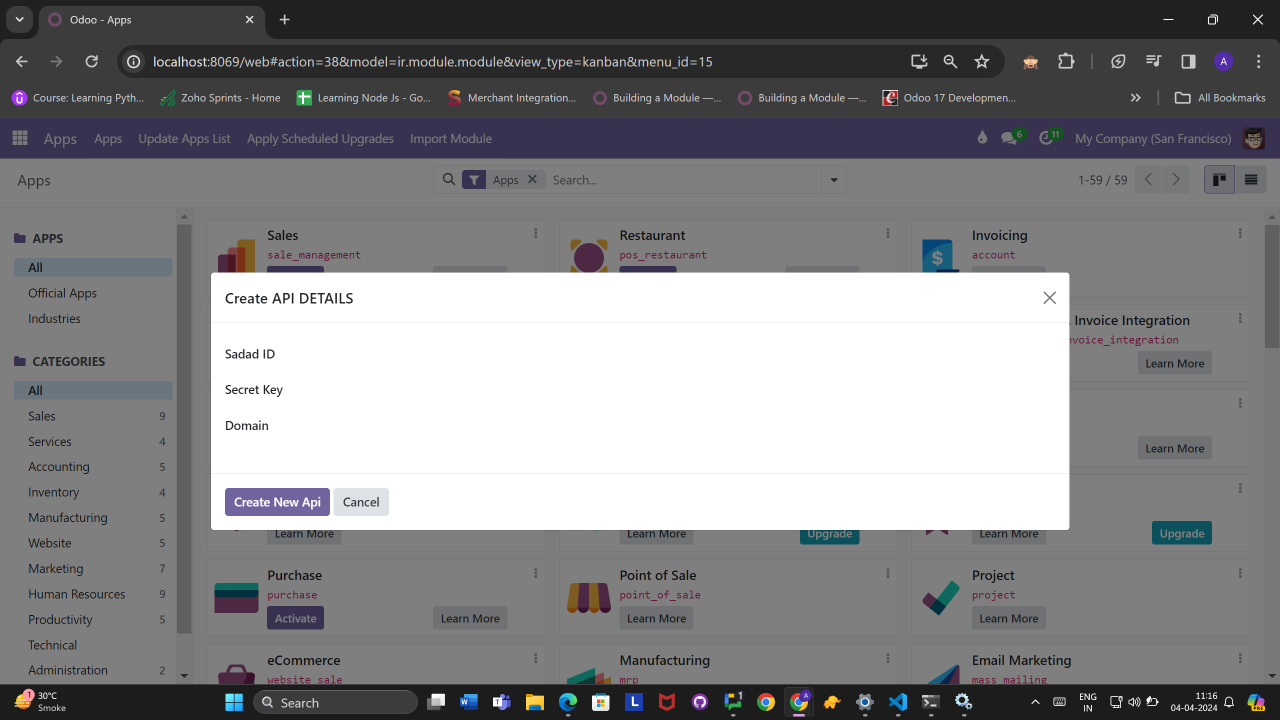 Odoo - Apps
localhost:8069/web#action=38&model=ir.module.module&view_type=kanban&menu_id=15
A
Course: Learning Pyth...
Zoho Sprints - Home
Learning Node Js - Go...
Merchant Integration...
Building a Module —...
Building a Module —...
Odoo 17 Developmen...
All Bookmarks
Apps
Apps
Update Apps List
Apply Scheduled Upgrades
Import Module
6
11
My Company (San Francisco)
Apps
Apps
Search...
1-59 / 59
APPS
All
Official Apps
Industries
CATEGORIES
All
Sales 9
Services 4
Accounting 5
Inventory 4
Manufacturing 5
Website 5
Marketing 7
Human Resources 9
Productivity 5
Technical
Administration 2
Sales
sale_management
Restaurant
pos_restaurant
Invoicing
account
Invoice Integration
nvoice_integration
Learn More
Learn More
Create API DETAILS
Sadad ID
Secret Key
Domain
Create New Api
Cancel
Learn More
Learn More
Upgrade
Learn More
Upgrade
Purchase
purchase
Activate
Learn More
Point of Sale
point_of_sale
Learn More
Project
project
Learn More
eCommerce
website_sale
Manufacturing
mrp
Email Marketing
mass_mailing
1
30°C
Smoke
Search
1
ENG
IN
11:16
04-04-2024